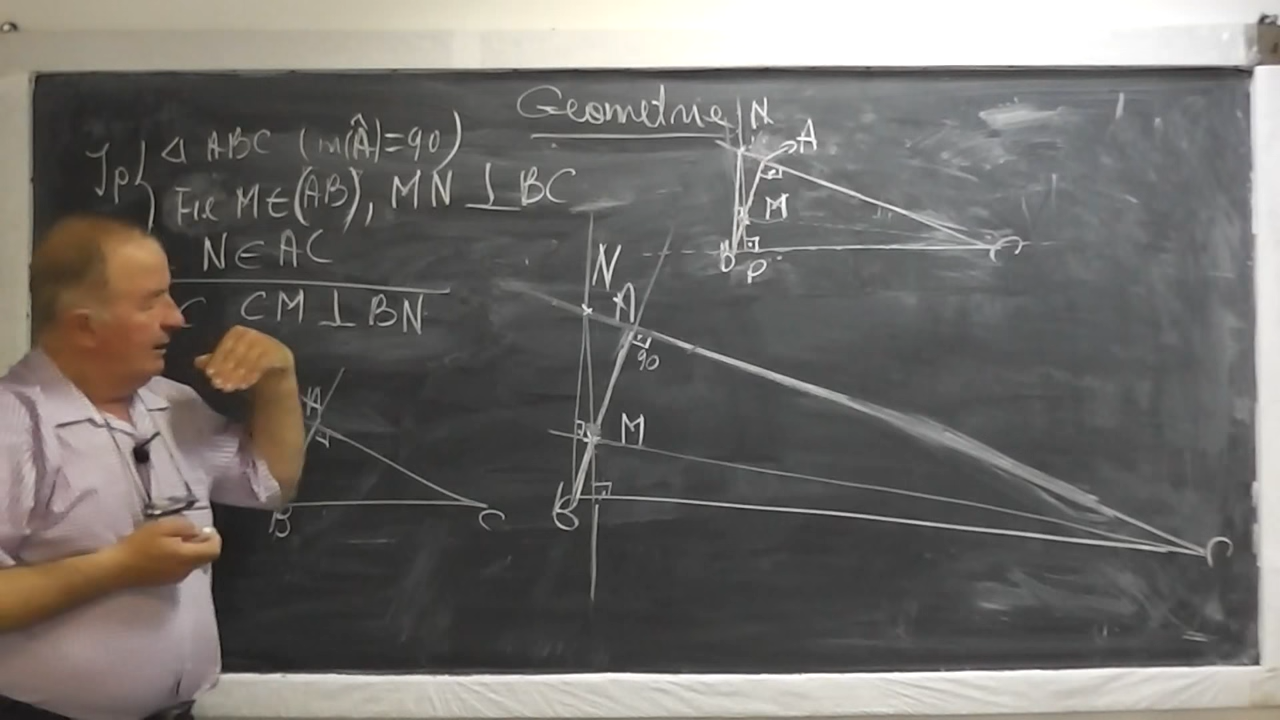 Geometrie
Ip { Δ ABC (m(Â)=90)
Fie M∈(AB), MN ⊥ BC
N∈AC
C CM ⊥ BN
A
B
C
N
A
M
B
P
C
N
A
90
M
B
C